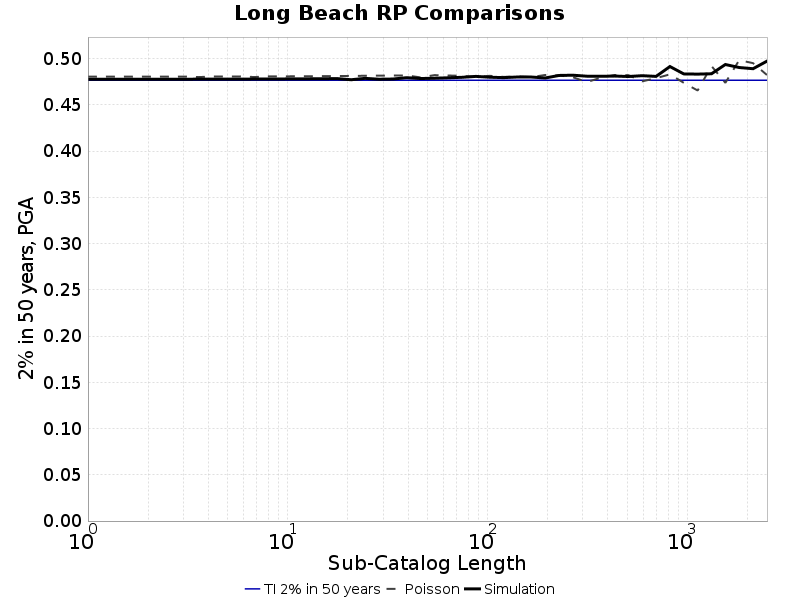 Long Beach RP Comparisons
2% in 50 years, PGA
0.50
0.45
0.40
0.35
0.30
0.25
0.20
0.15
0.10
0.05
0.00
10^0 10^1 10^2 10^3
Sub-Catalog Length
TI 2% in 50 years Poisson Simulation